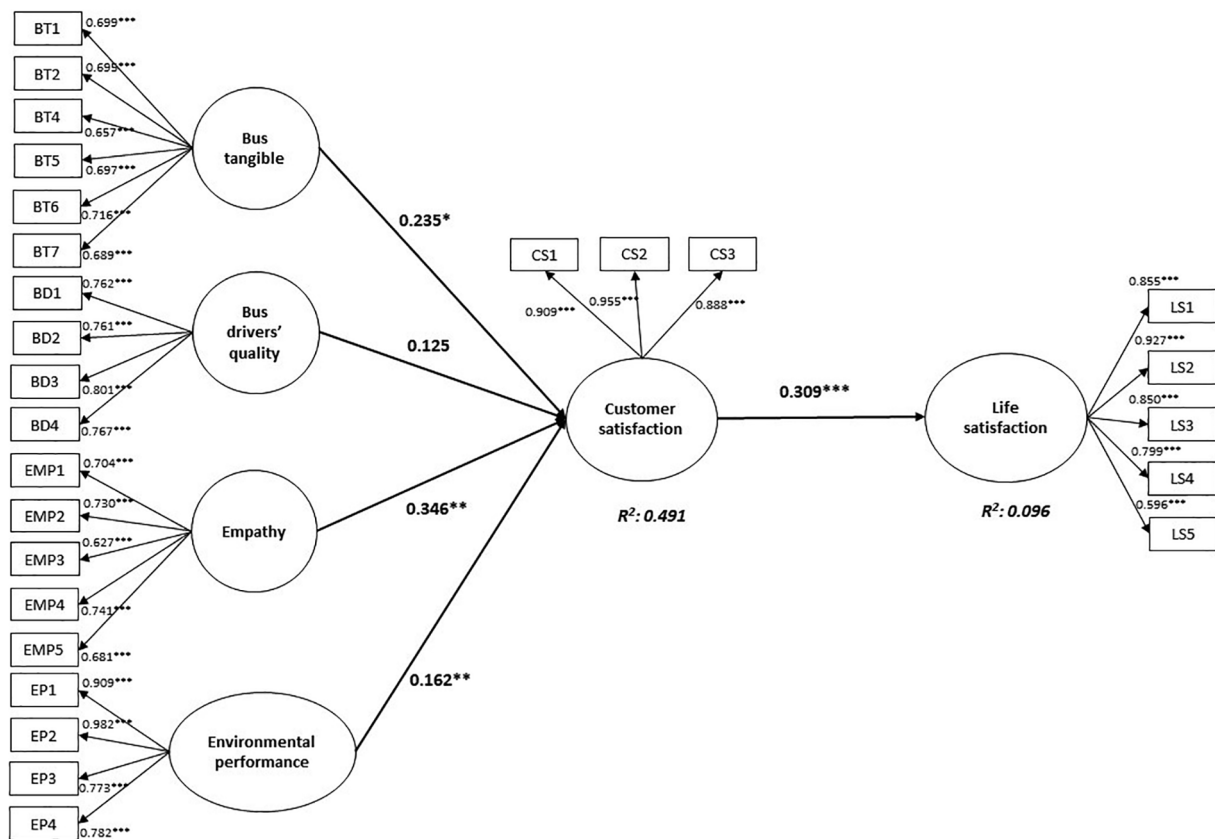 BT1
0.699***
BT2
0.699***
BT4
0.657***
BT5
0.697***
BT6
0.716***
BT7
0.689***
Bus
tangible
BD1
0.762***
BD2
0.761***
BD3
0.801***
BD4
0.767***
Bus
drivers'
quality
EMP1
0.704***
EMP2
0.730***
EMP3
0.627***
EMP4
0.741***
EMP5
0.681***
Empathy
EP1
0.909***
EP2
0.982***
EP3
0.773***
EP4
0.782***
Environmental
performance
0.235*
0.125
0.346**
0.162**
CS1
CS2
CS3
0.909***
0.955***
0.888***
Customer
satisfaction
R²: 0.491
0.309***
Life
satisfaction
R²: 0.096
0.855***
LS1
0.927***
LS2
0.850***
LS3
0.799***
LS4
0.596***
LS5